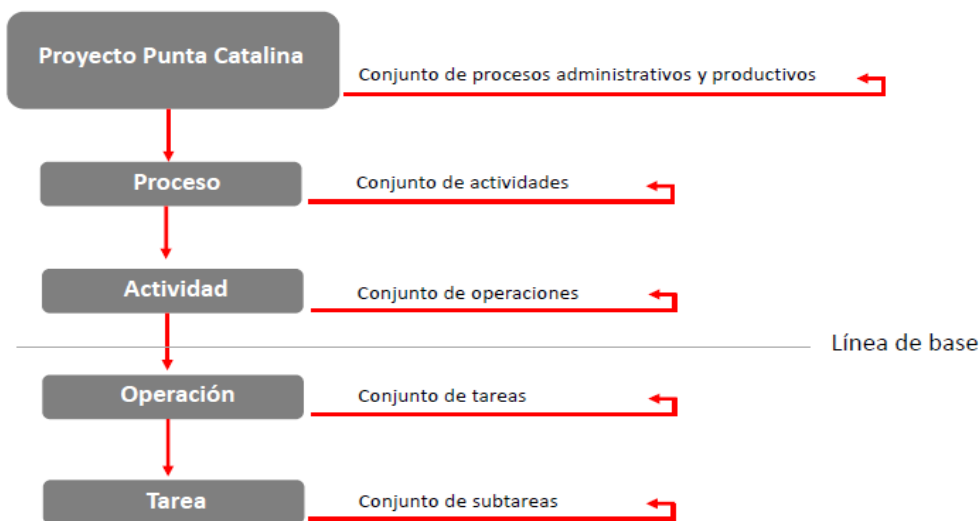 Proyecto Punta Catalina
Conjunto de procesos administrativos y productivos
Proceso
Conjunto de actividades
Actividad
Conjunto de operaciones
Línea de base
Operación
Conjunto de tareas
Tarea
Conjunto de subtareas